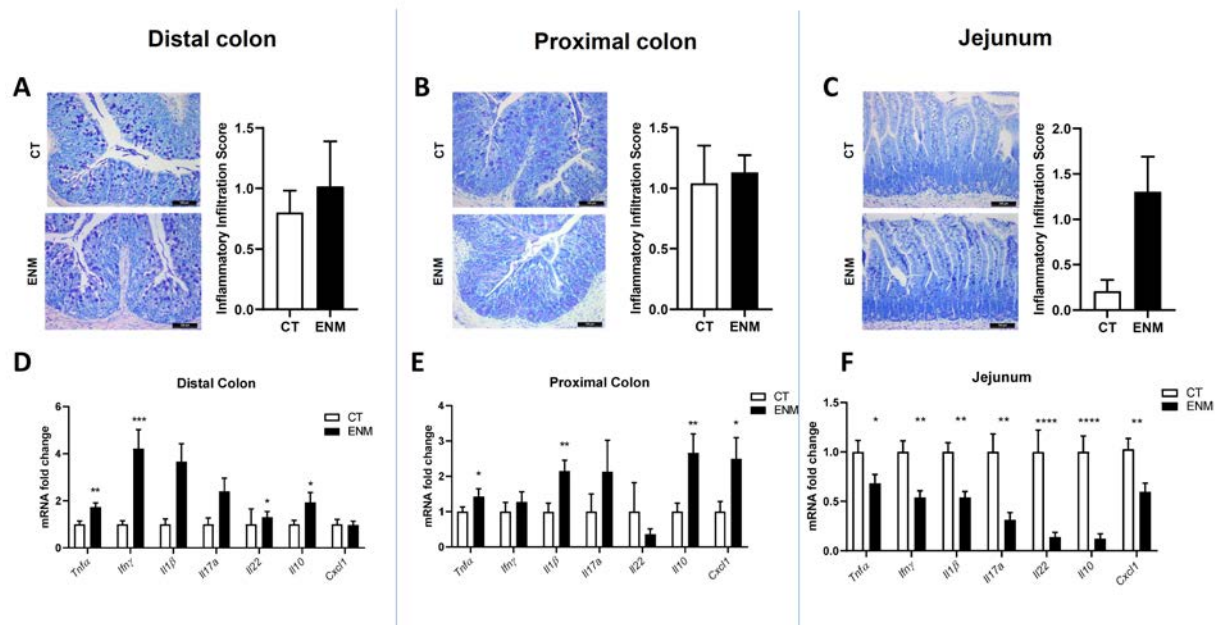 Distal colon
Proximal colon
Jejunum
A
CT
ENM
Inflammatory Infiltration Score
1.5
1.0
0.5
0.0
CT ENM
B
CT
ENM
Inflammatory Infiltration Score
1.5
1.0
0.5
0.0
CT ENM
C
CT
ENM
Inflammatory Infiltration Score
2.0
1.5
1.0
0.5
0.0
CT ENM
D
Distal Colon
CT
ENM
mRNA fold change
6
4
2
0
** *** * *
Tnfα Ifnγ Il1β Il17a Il22 Il10 Cxcl1
E
Proximal Colon
CT
ENM
mRNA fold change
4
3
2
1
0
* ** ** *
Tnfα Ifnγ Il1β Il17a Il22 Il10 Cxcl1
F
Jejunum
CT
ENM
mRNA fold change
1.5
1.0
0.5
0.0
* ** ** ** **** **** **
Tnfα Ifnγ Il1β Il17a Il22 Il10 Cxcl1